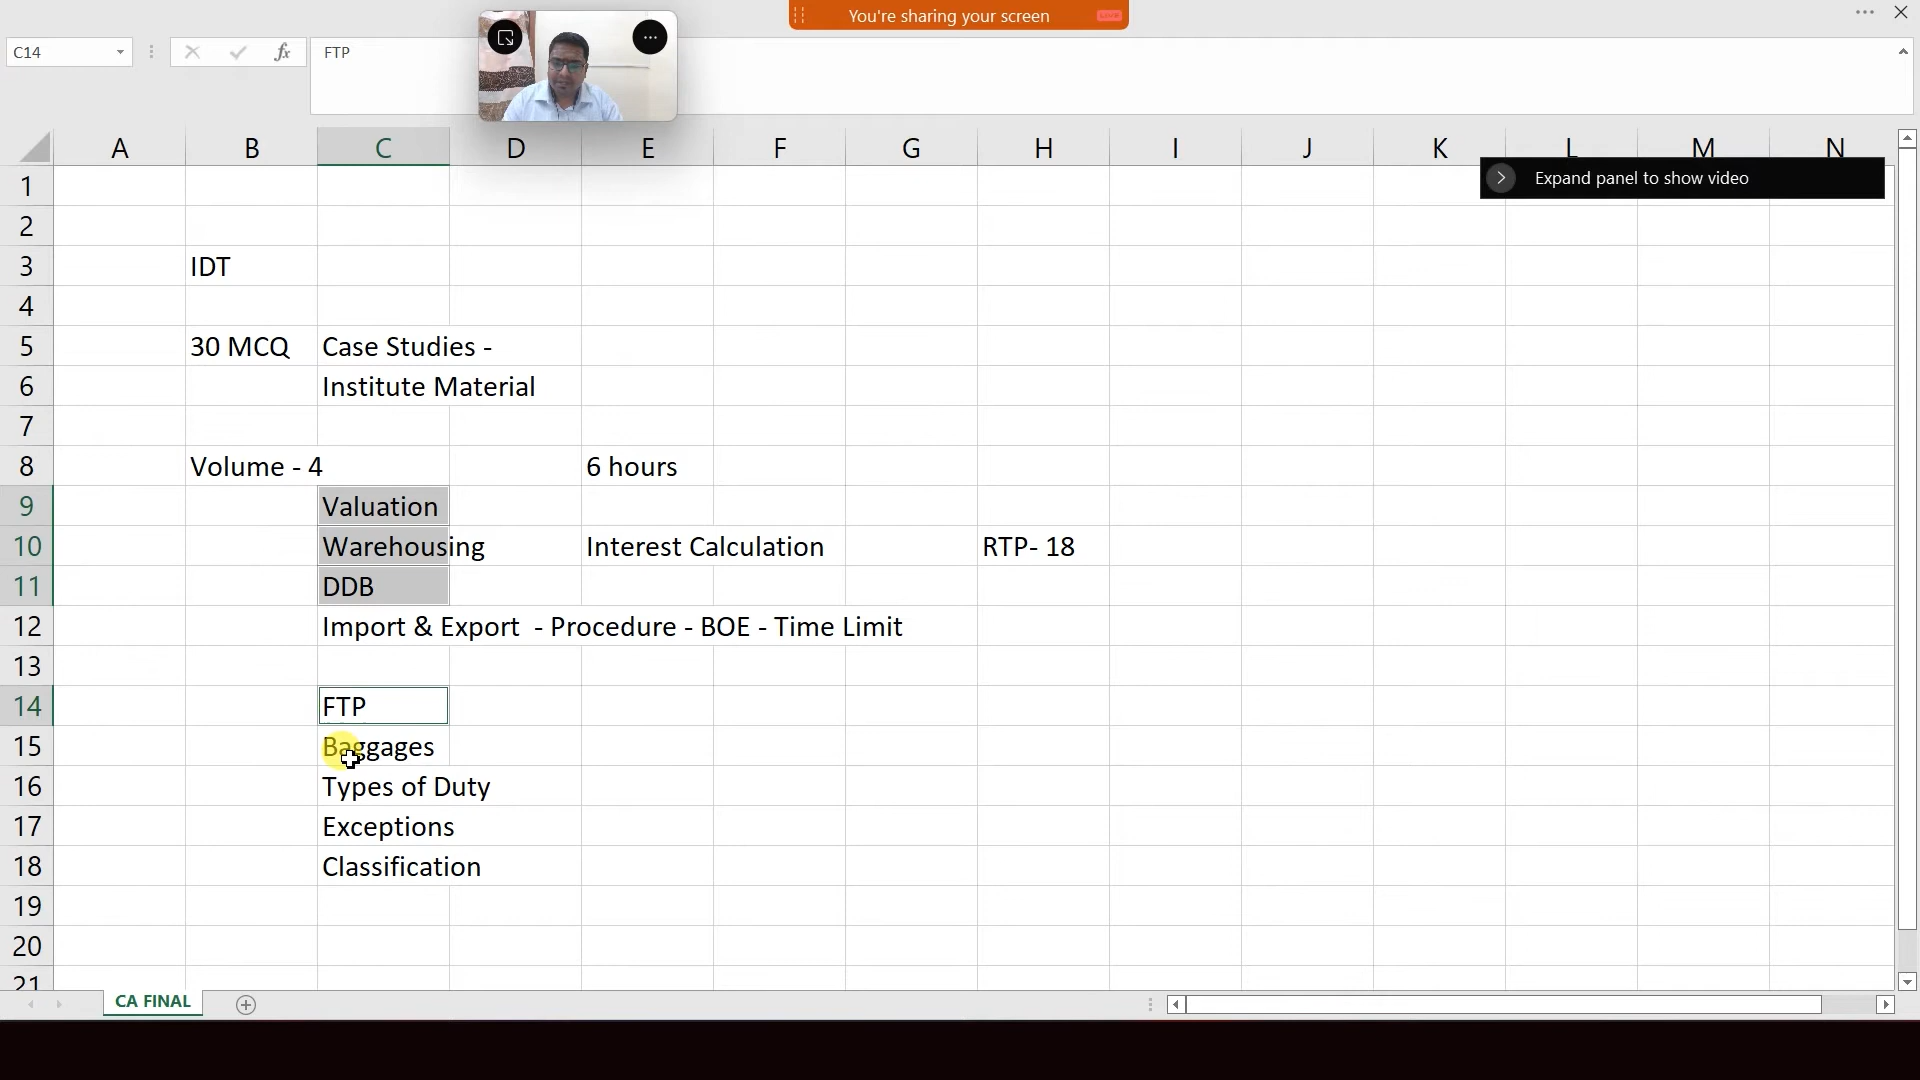 You're sharing your screen
C14
fx
FTP
A B C D E F G H I J K L M N
Expand panel to show video
1
2
3 IDT
4
5 30 MCQ Case Studies -
6 Institute Material
7
8 Volume - 4 6 hours
9 Valuation
10 Warehousing Interest Calculation RTP- 18
11 DDB
12 Import & Export - Procedure - BOE - Time Limit
13
14 FTP
15 Baggages
16 Types of Duty
17 Exceptions
18 Classification
19
20
21
CA FINAL